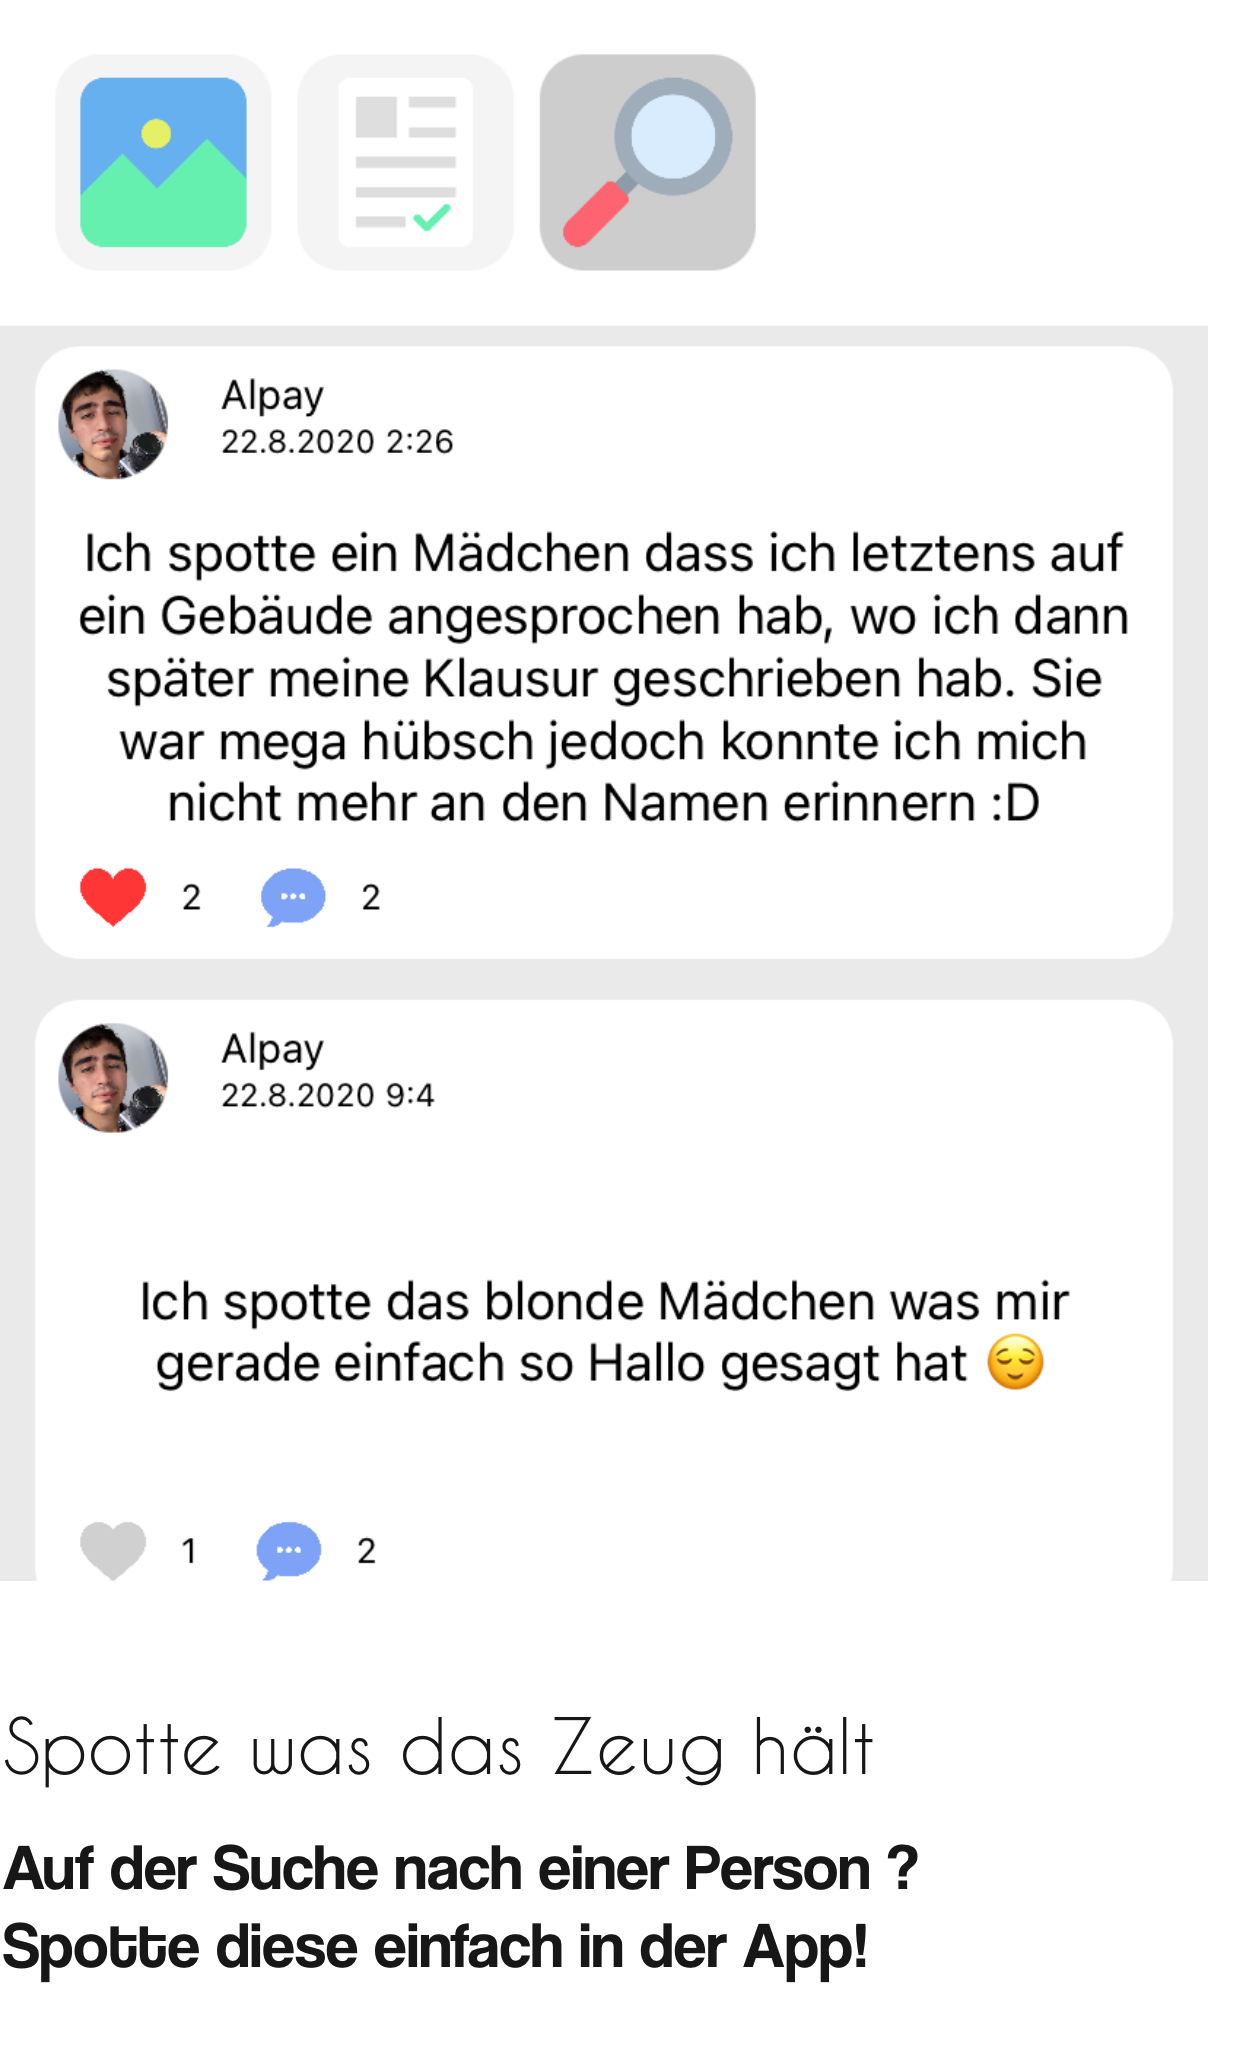 Alpay
22.8.2020 2:26
Ich spotte ein Mädchen dass ich letztens auf
ein Gebäude angesprochen hab, wo ich dann
später meine Klausur geschrieben hab. Sie
war mega hübsch jedoch konnte ich mich
nicht mehr an den Namen erinnern :D
2 2
Alpay
22.8.2020 9:4
Ich spotte das blonde Mädchen was mir
gerade einfach so Hallo gesagt hat 😌
1 2
Spotte was das Zeug hält
Auf der Suche nach einer Person ?
Spotte diese einfach in der App!